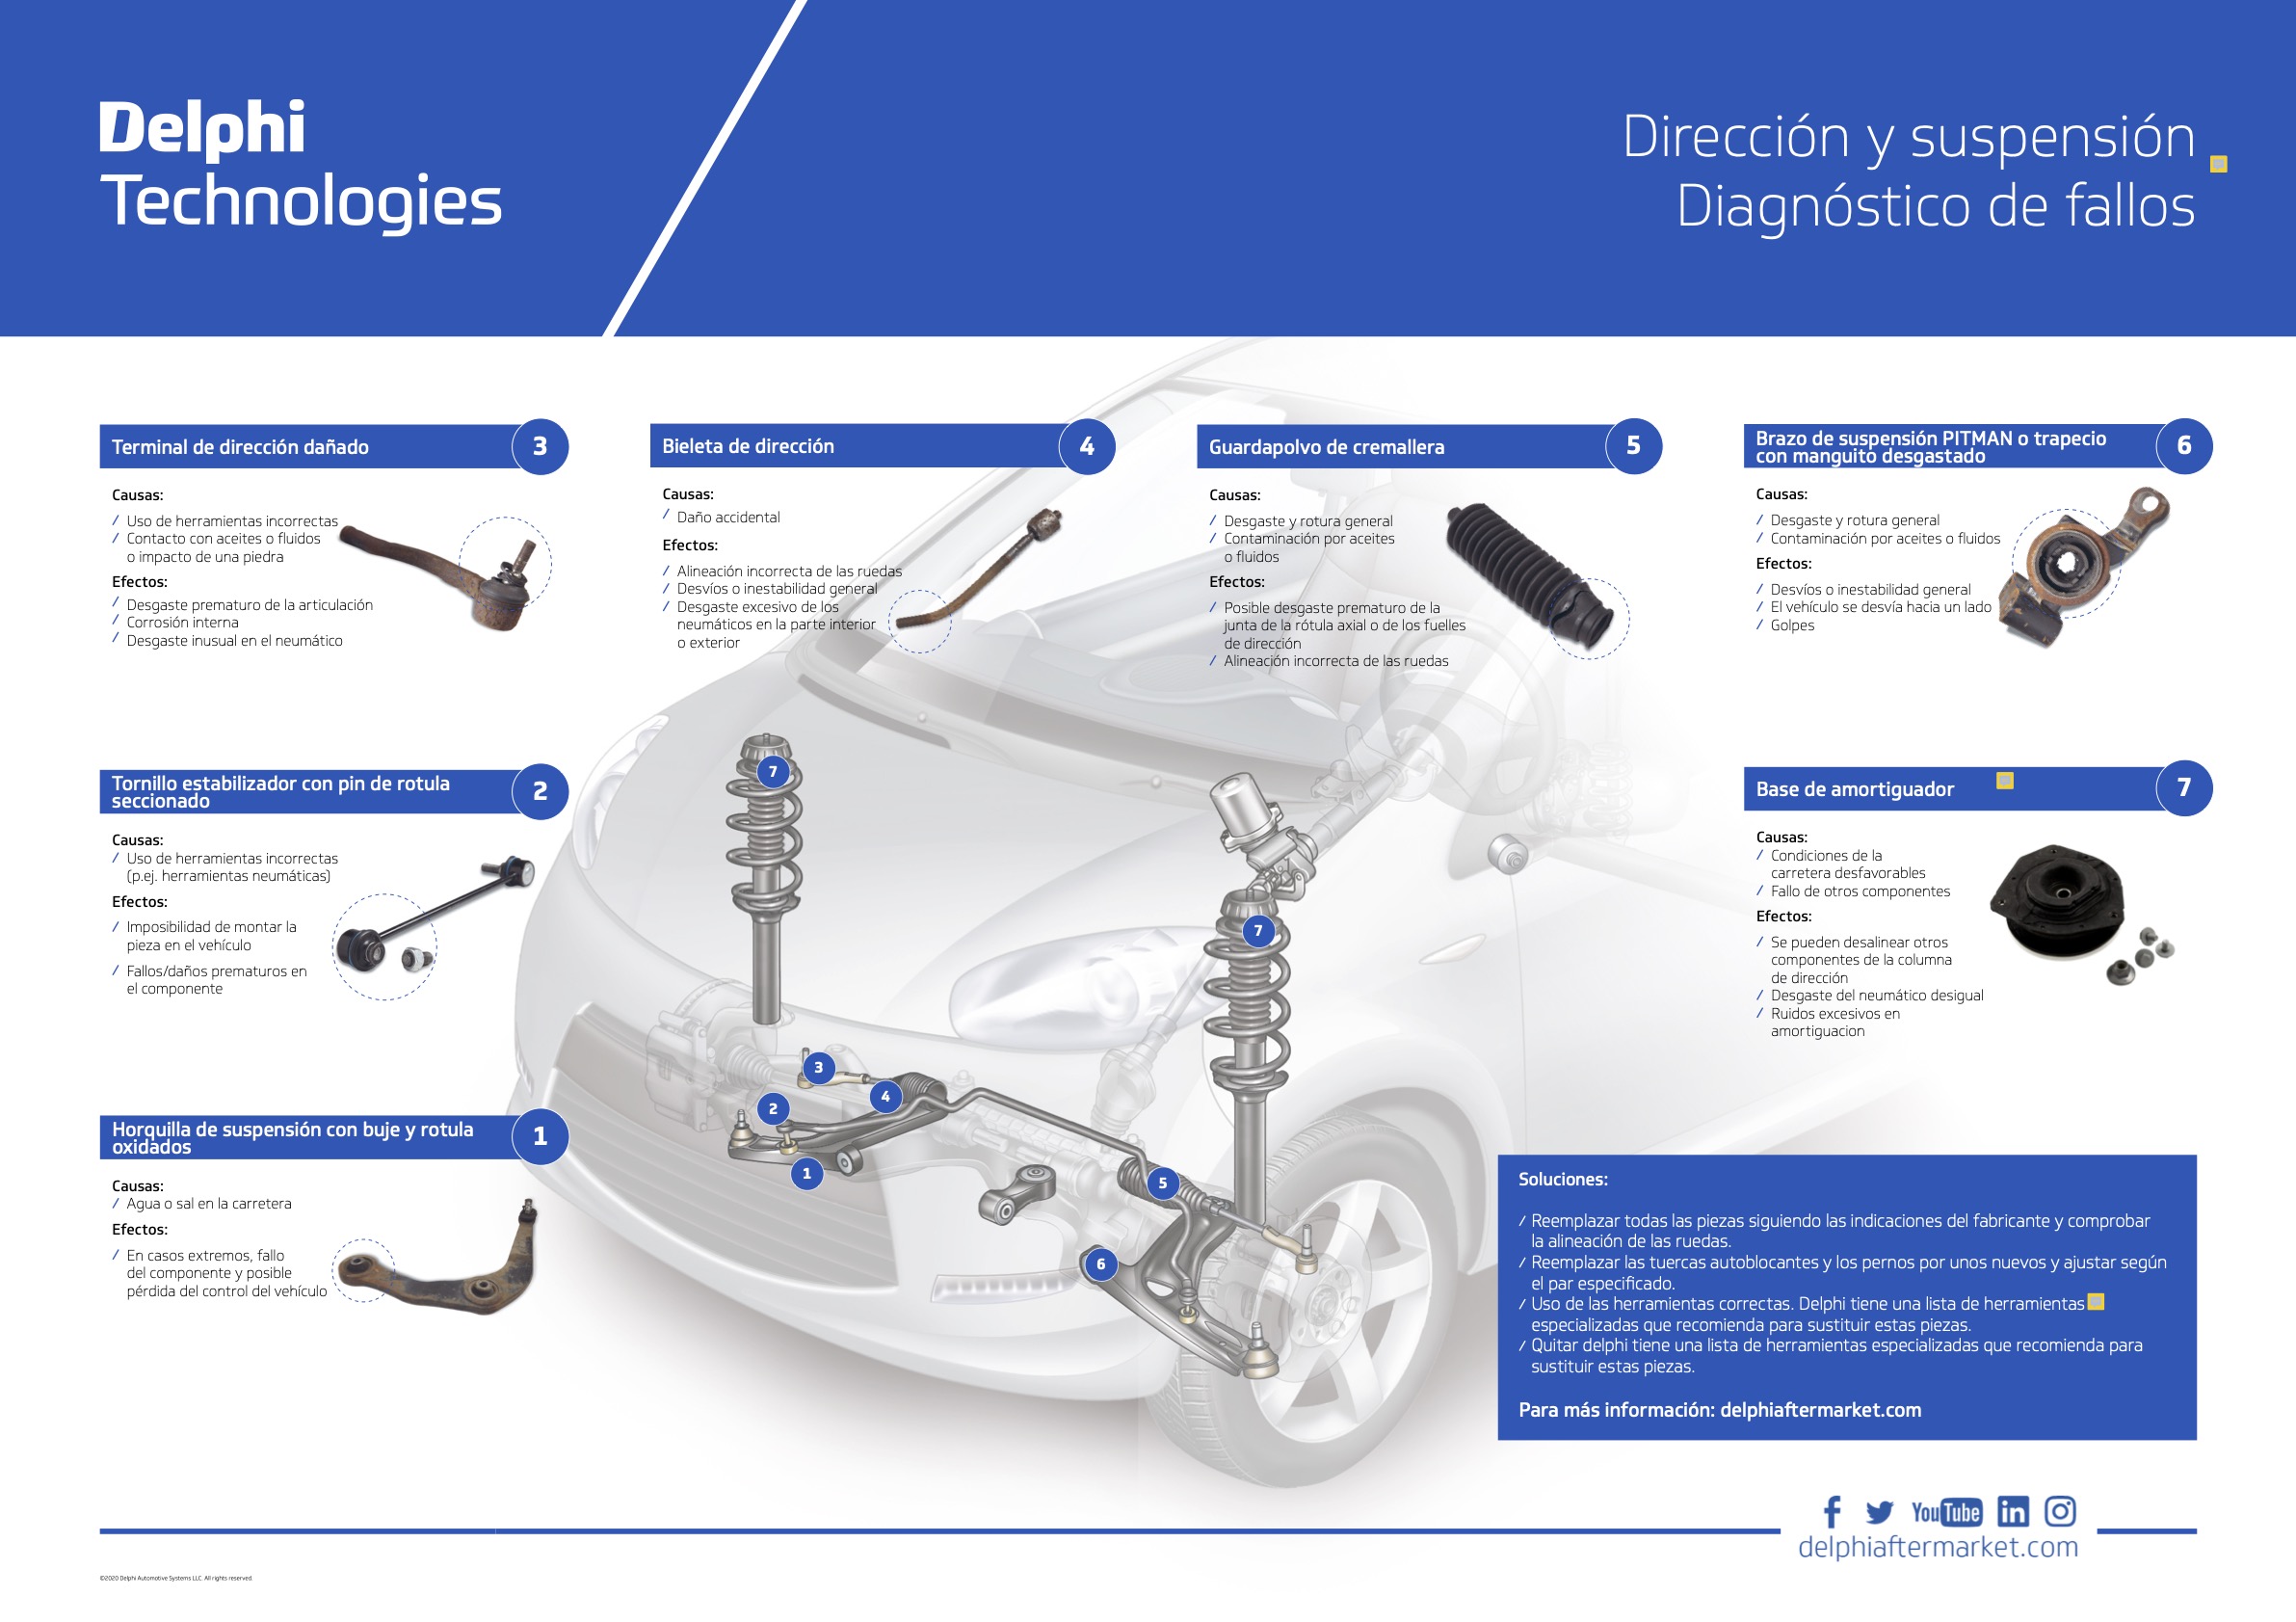 Delphi
Technologies
Dirección y suspensión
Diagnóstico de fallos
Terminal de dirección dañado
3
Causas:
/ Uso de herramientas incorrectas
/ Contacto con aceites o fluidos
o impacto de una piedra
Efectos:
/ Desgaste prematuro de la articulación
/ Corrosión interna
/ Desgaste inusual en el neumático
Bieleta de dirección
4
Causas:
/ Daño accidental
Efectos:
/ Alineación incorrecta de las ruedas
/ Desvíos o inestabilidad general
/ Desgaste excesivo de los
neumáticos en la parte interior
o exterior
Guardapolvo de cremallera
5
Causas:
/ Desgaste y rotura general
/ Contaminación por aceites
o fluidos
Efectos:
/ Posible desgaste prematuro de la
junta de la rótula axial o de los fuelles
de dirección
/ Alineación incorrecta de las ruedas
Brazo de suspensión PITMAN o trapecio
con manguito desgastado
6
Causas:
/ Desgaste y rotura general
/ Contaminación por aceites o fluidos
Efectos:
/ Desvíos o inestabilidad general
/ El vehículo se desvía hacia un lado
/ Golpes
Tornillo estabilizador con pin de rotula
seccionado
2
Causas:
/ Uso de herramientas incorrectas
(p.ej. herramientas neumáticas)
Efectos:
/ Imposibilidad de montar la
pieza en el vehículo
/ Fallos/daños prematuros en
el componente
Base de amortiguador
7
Causas:
/ Condiciones de la
carretera desfavorables
/ Fallo de otros componentes
Efectos:
/ Se pueden desalinear otros
componentes de la columna
de dirección
/ Desgaste del neumático desigual
/ Ruidos excesivos en
amortiguacion
Horquilla de suspensión con buje y rotula
oxidados
1
Causas:
/ Agua o sal en la carretera
Efectos:
/ En casos extremos, fallo
del componente y posible
pérdida del control del vehículo
7
7
3
4
2
1
5
6
Soluciones:
/ Reemplazar todas las piezas siguiendo las indicaciones del fabricante y comprobar
la alineación de las ruedas.
/ Reemplazar las tuercas autoblocantes y los pernos por unos nuevos y ajustar según
el par especificado.
/ Uso de las herramientas correctas. Delphi tiene una lista de herramientas
especializadas que recomienda para sustituir estas piezas.
/ Quitar delphi tiene una lista de herramientas especializadas que recomienda para
sustituir estas piezas.
Para más información: delphiaftermarket.com
YouTube
delphiaftermarket.com
©2020 Delphi Automotive Systems LLC. All rights reserved.